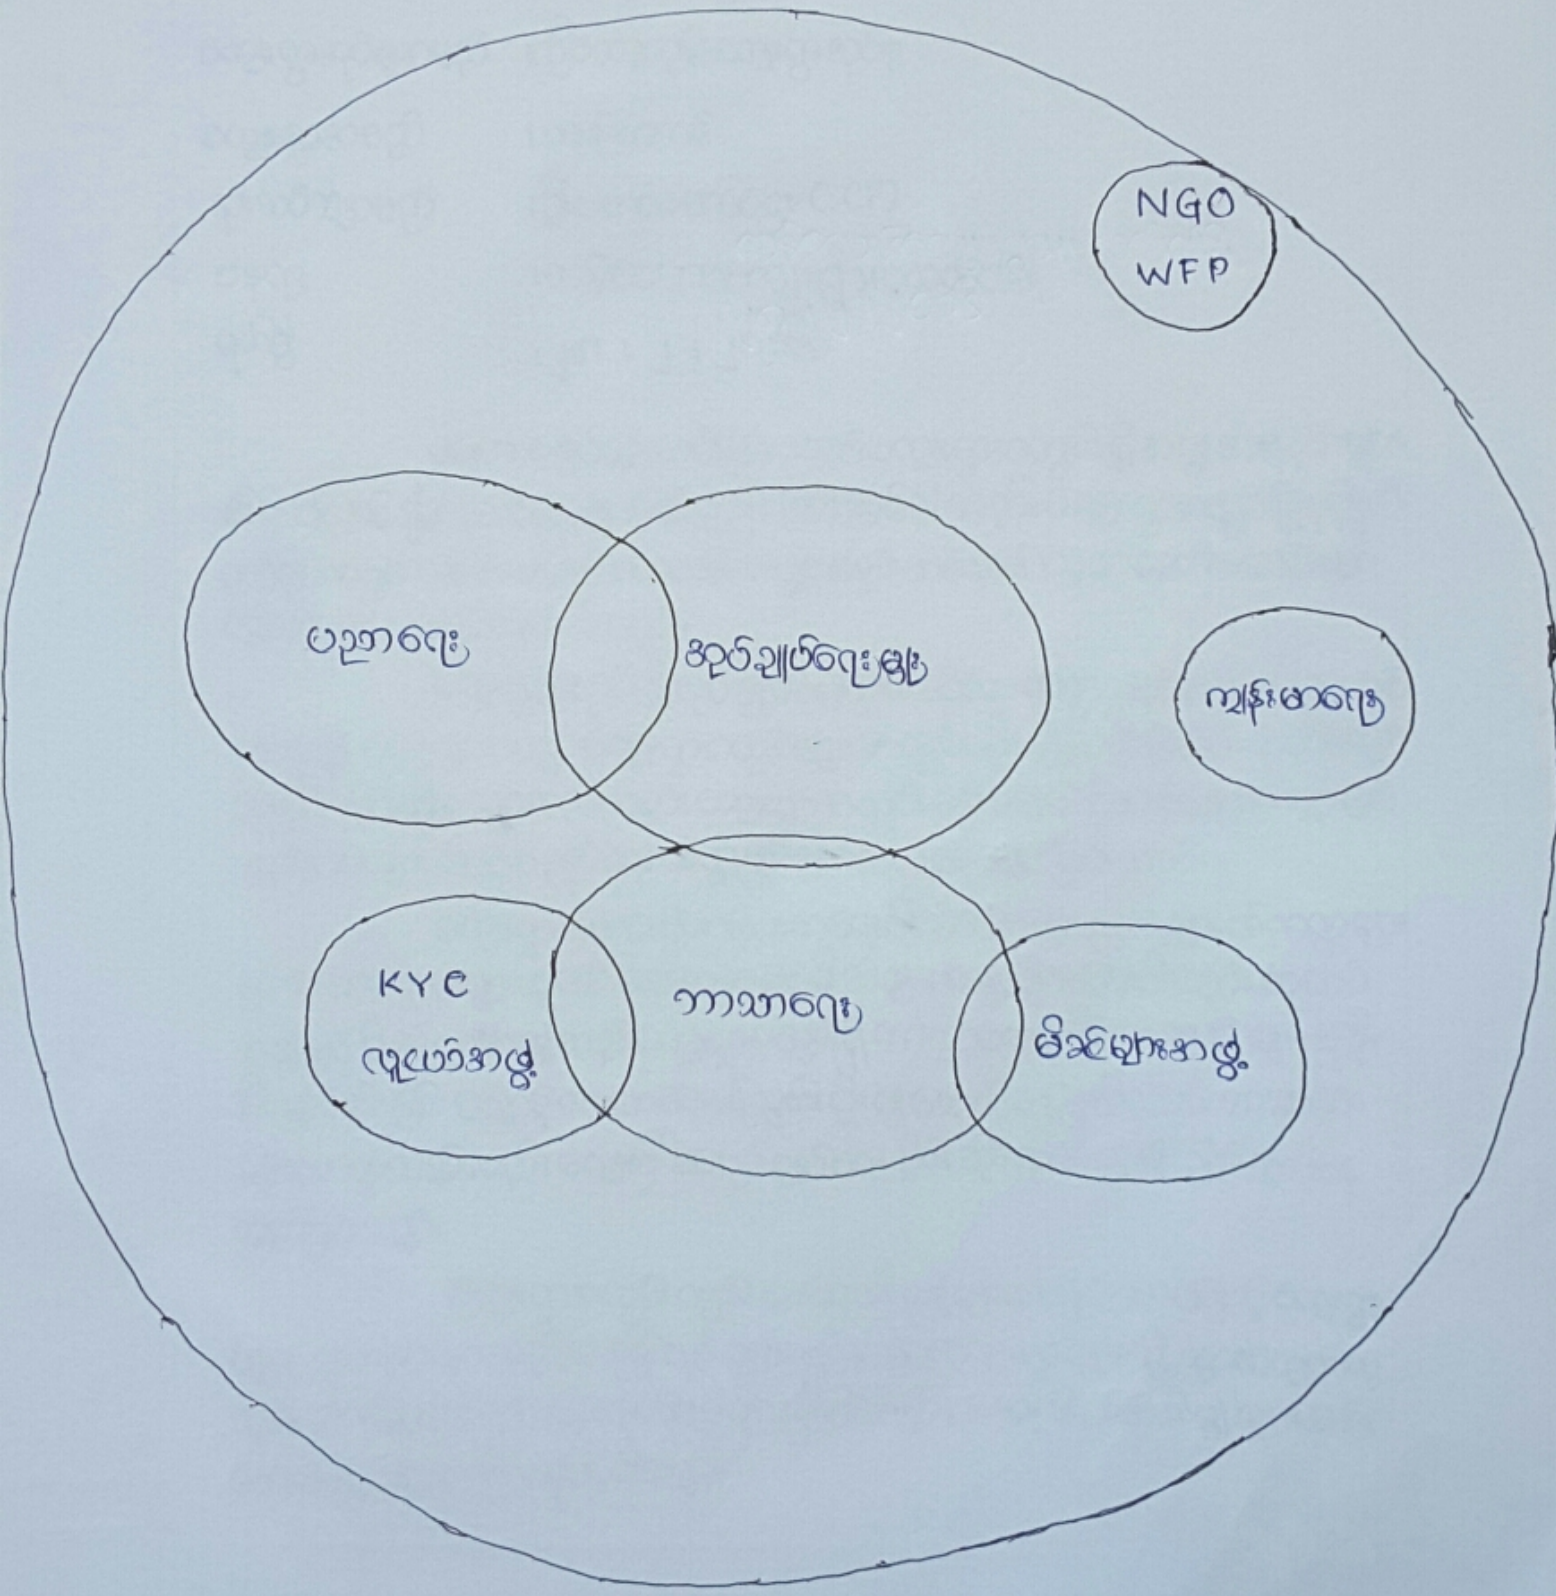 NGO
WFP
ပညာရေး
အုပ်ချုပ်ရေးမှူး
ကျန်းမာရေး
KYC
လူငယ်အဖွဲ့
ဘာသာရေး
မိခင်များအဖွဲ့